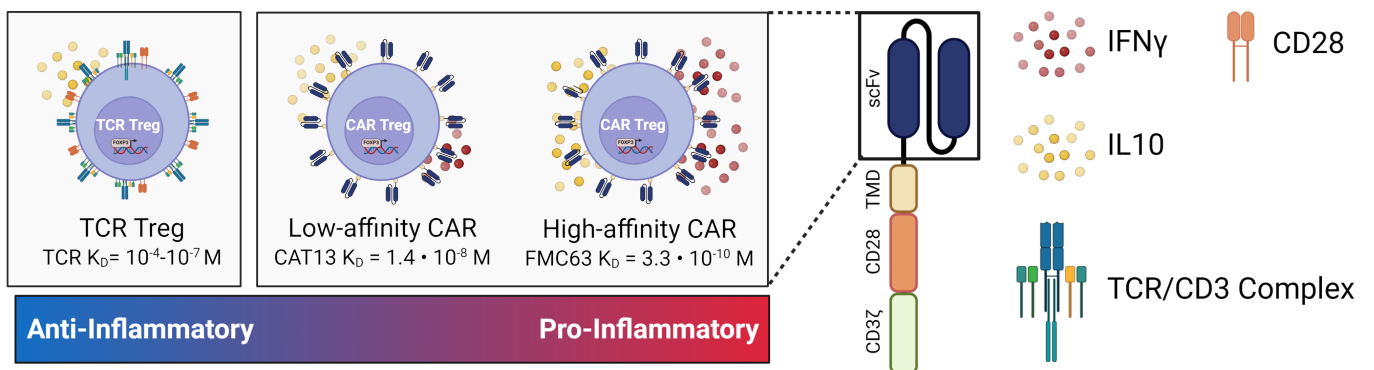 TCR Treg
FOXP3
TCR Treg
TCR K_D= 10⁻⁴-10⁻⁷ M
CAR Treg
FOXP3
Low-affinity CAR
CAT13 K_D = 1.4 • 10⁻⁸ M
CAR Treg
FOXP3
High-affinity CAR
FMC63 K_D = 3.3 • 10⁻¹⁰ M
Anti-Inflammatory
Pro-Inflammatory
scFv
TMD
CD28
CD3ζ
IFNγ
CD28
IL10
TCR/CD3 Complex